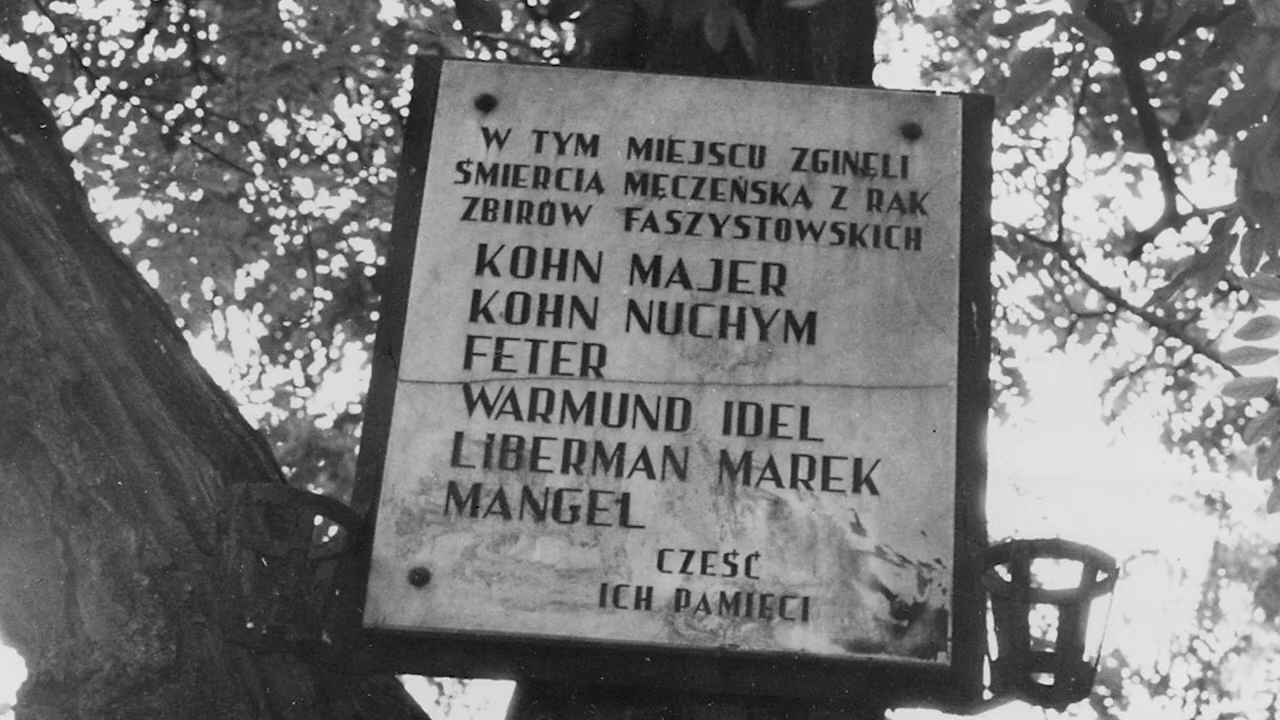 W TYM MIEJSCU ZGINĘLI
ŚMIERCIĄ MĘCZEŃSKĄ Z RĄK
ZBIRÓW FASZYSTOWSKICH
KOHN MAJER
KOHN NUCHYM
FETER
WARMUND IDEL
LIBERMAN MAREK
MANGEL
CZEŚĆ
ICH PAMIĘCI